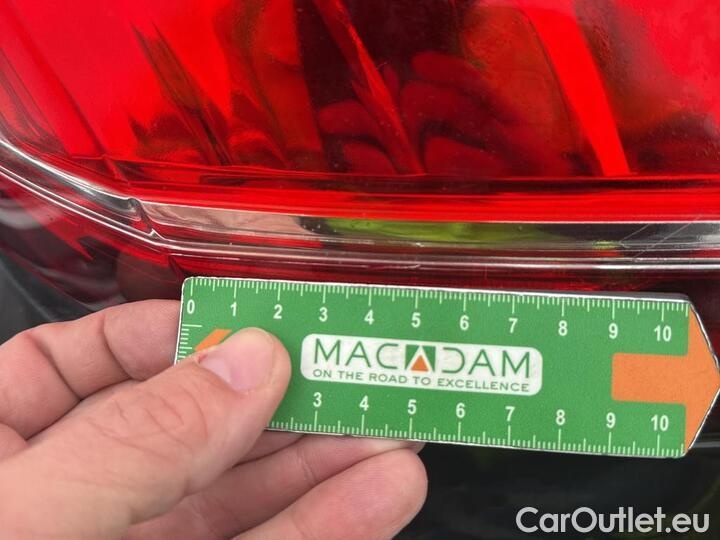 0 1 2 3 4 5 6 7 8 9 10
MACADAM
ON THE ROAD TO EXCELLENCE
3 4 5 6 7 8 9 10
CarOutlet.eu